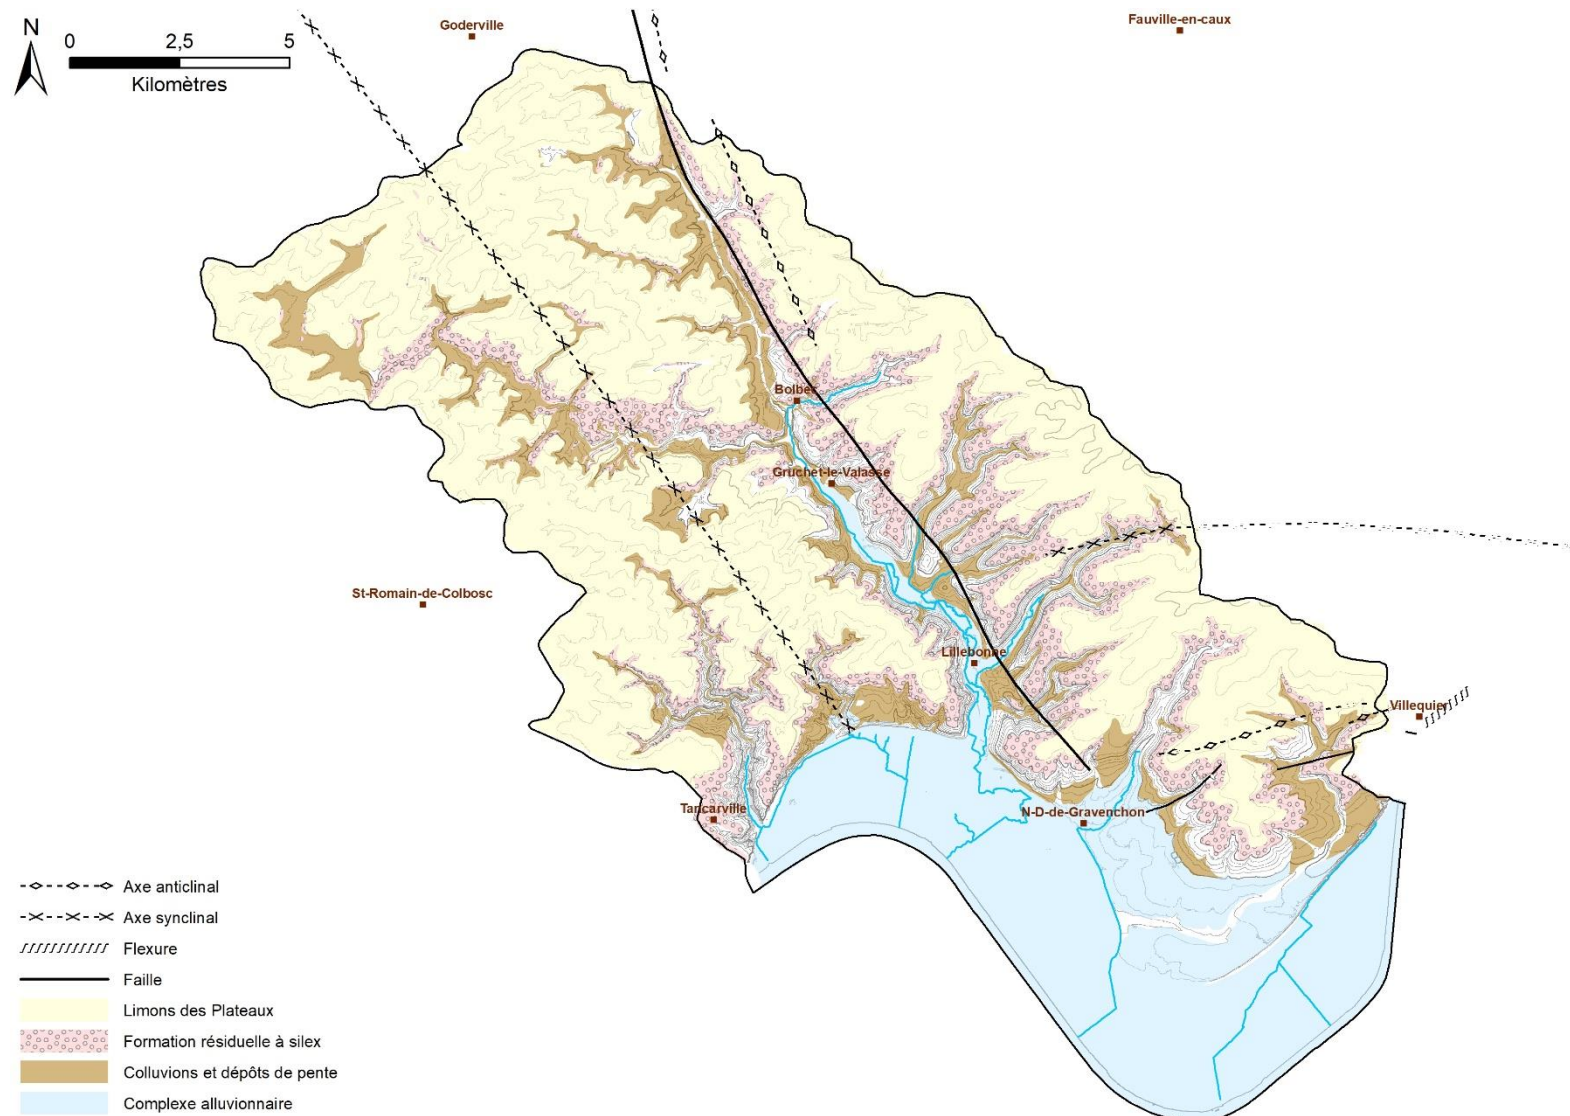 Goderville
Fauville-en-caux
N
0 2,5 5
Kilomètres
Bolbec
Gruchet-le-Valasse
St-Romain-de-Colbosc
Lillebonne
Villequier
Tancarville
N-D-de-Gravenchon
Axe anticlinal
Axe synclinal
Flexure
Faille
Limons des Plateaux
Formation résiduelle à silex
Colluvions et dépôts de pente
Complexe alluvionnaire